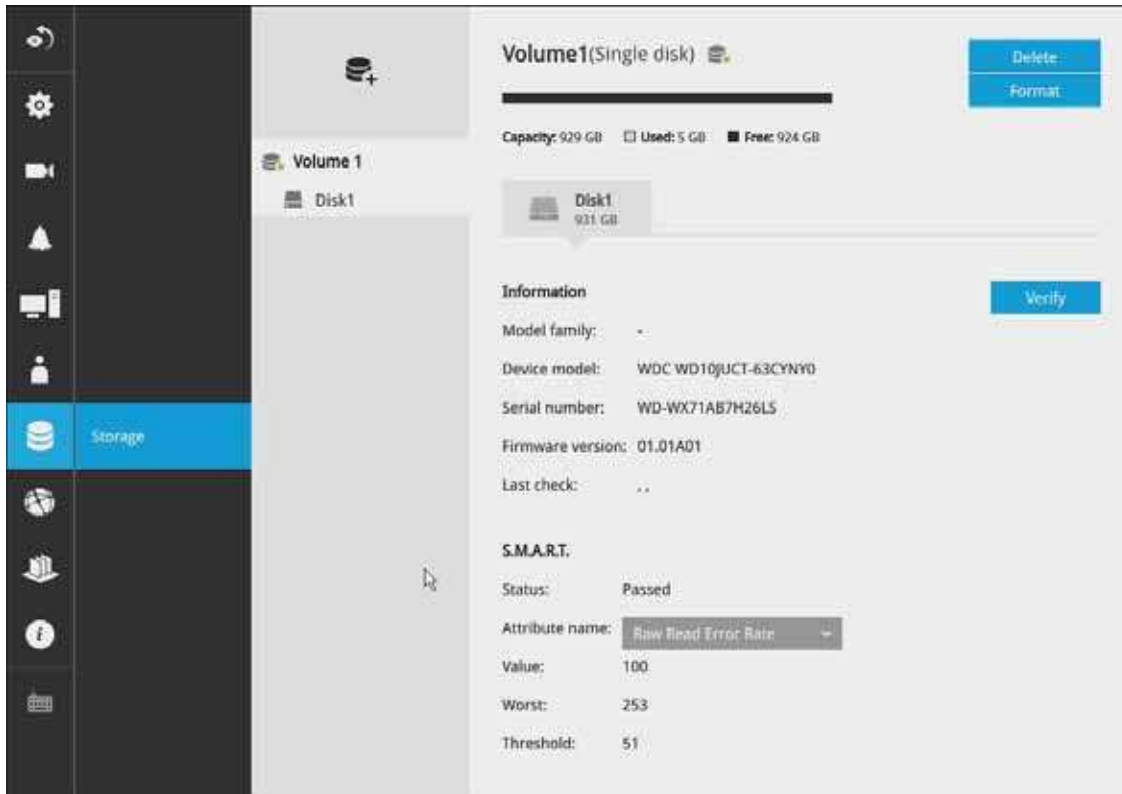 Storage
Volume 1
Disk1
Volume1(Single disk)
Delete
Format
Capacity: 929 GB Used: 5 GB Free: 924 GB
Disk1
931 GB
Information
Verify
Model family: -
Device model: WDC WD10JUCT-63CYNY0
Serial number: WD-WX71AB7H26LS
Firmware version: 01.01A01
Last check: , ,
S.M.A.R.T.
Status: Passed
Attribute name: Raw Read Error Rate
Value: 100
Worst: 253
Threshold: 51